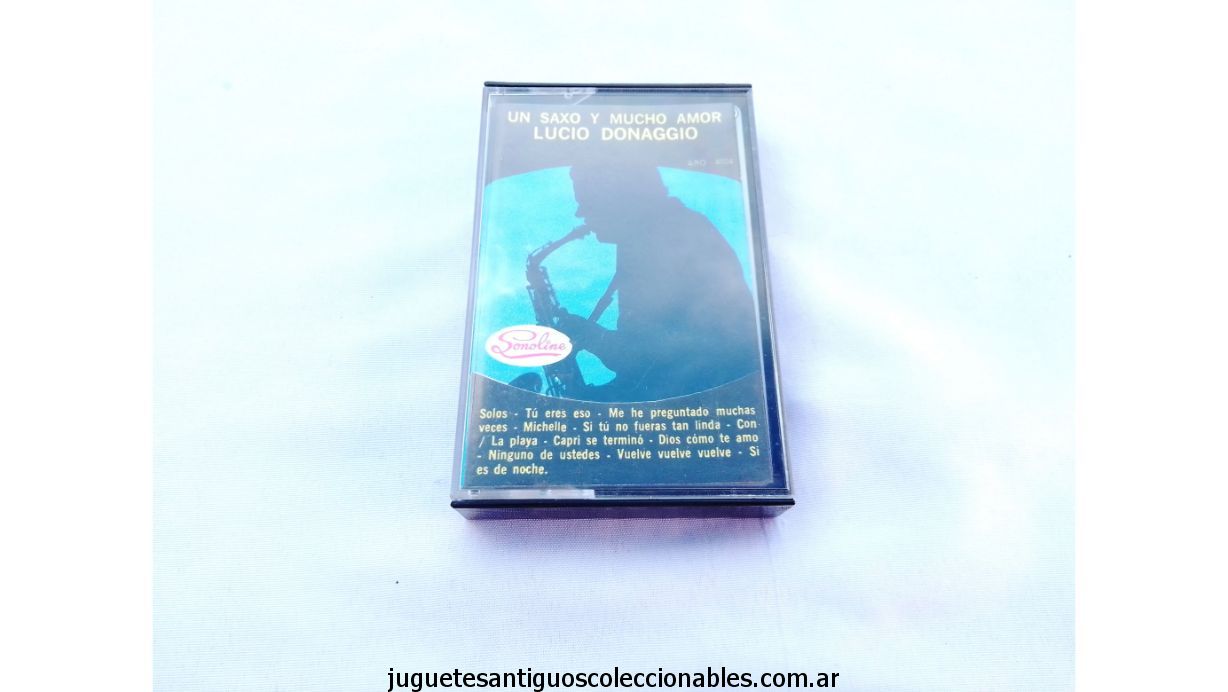 UN SAXO Y MUCHO AMOR
LUCIO DONAGGIO
Sonoline
Solos - Tú eres eso - Me he preguntado muchas
veces - Michelle - Si tú no fueras tan linda - Con
/ La playa - Capri se terminó - Dios cómo te amo
- Ninguno de ustedes - Vuelve vuelve vuelve - Si
es de noche.
juguetesantiguoscoleccionables.com.ar